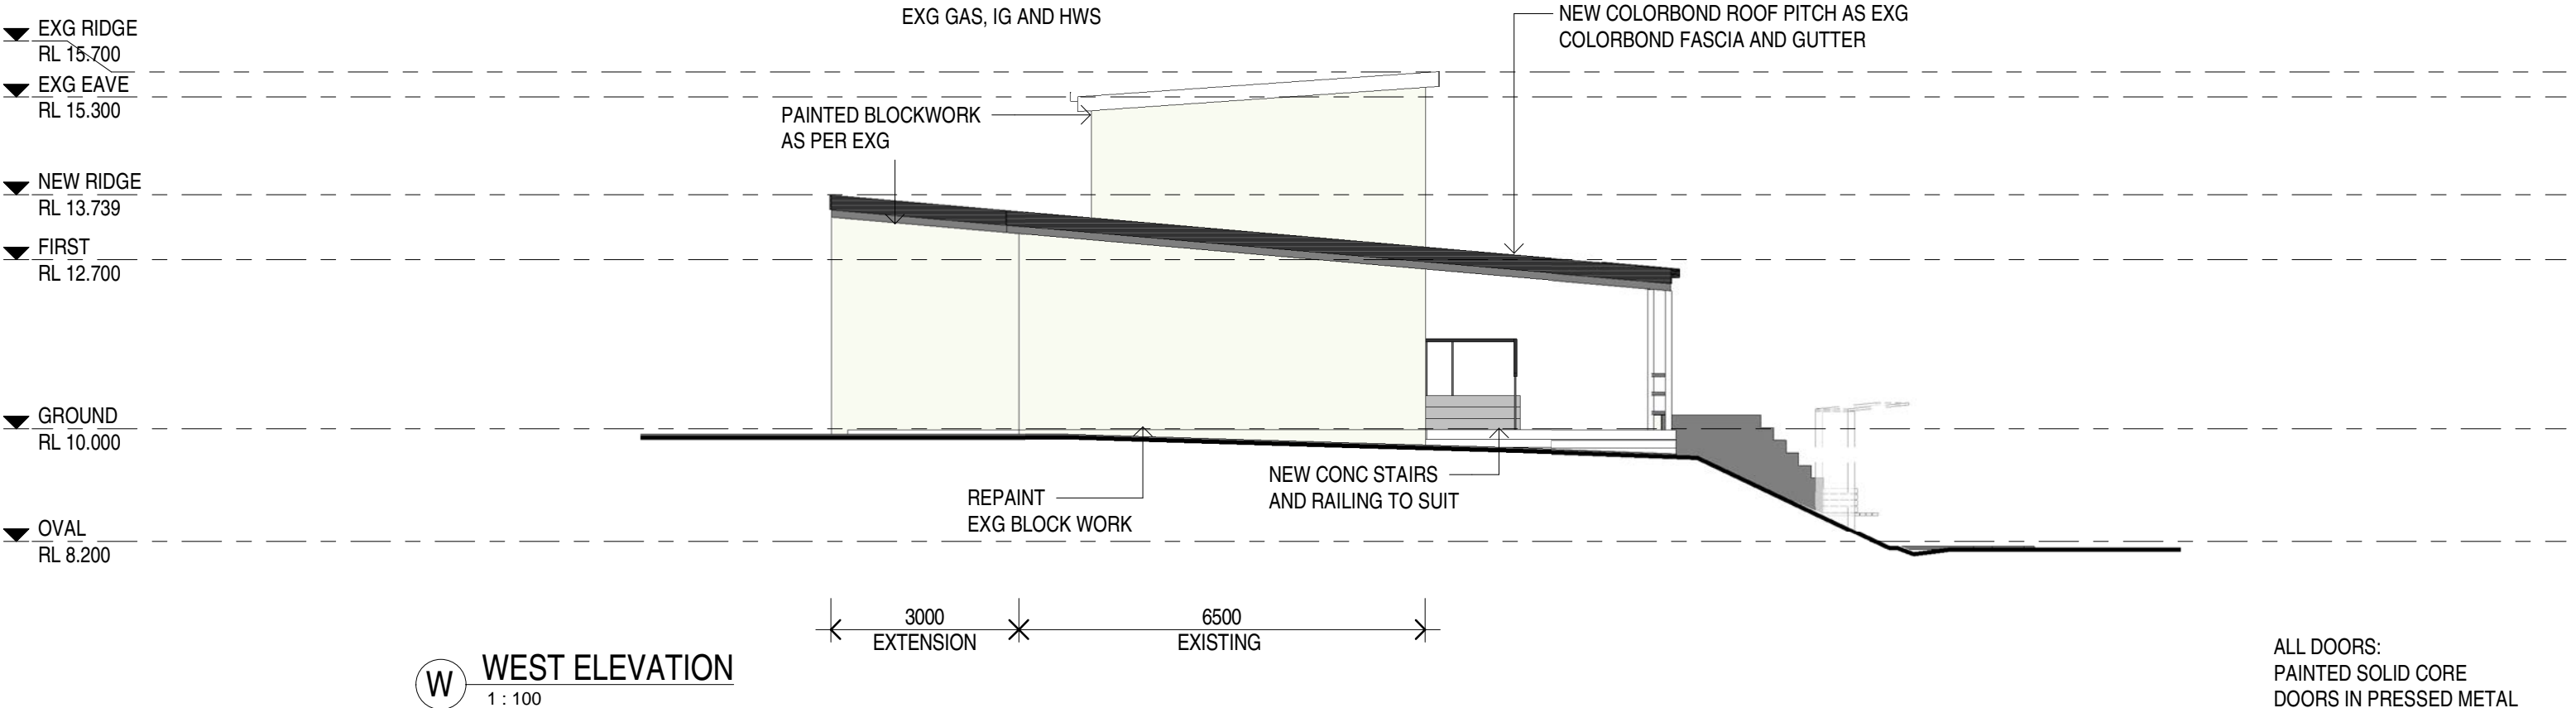 EXG GAS, IG AND HWS
NEW COLORBOND ROOF PITCH AS EXG
COLORBOND FASCIA AND GUTTER
EXG RIDGE
RL 15.700
EXG EAVE
RL 15.300
PAINTED BLOCKWORK
AS PER EXG
NEW RIDGE
RL 13.739
FIRST
RL 12.700
GROUND
RL 10.000
NEW CONC STAIRS
AND RAILING TO SUIT
REPAINT
EXG BLOCK WORK
OVAL
RL 8.200
3000
EXTENSION
6500
EXISTING
W
WEST ELEVATION
1 : 100
ALL DOORS:
PAINTED SOLID CORE
DOORS IN PRESSED METAL